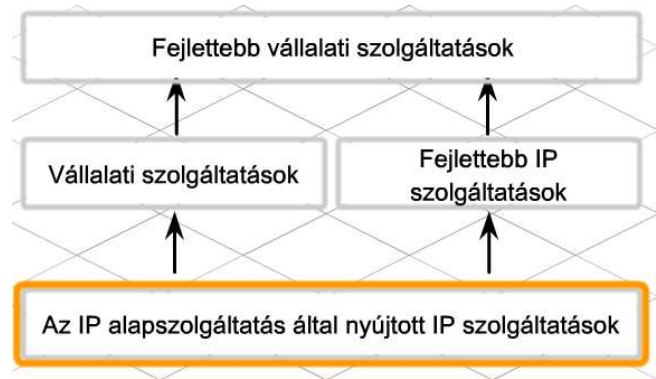 Fejlettebb vállalati szolgáltatások
Vállalati szolgáltatások
Fejlettebb IP
szolgáltatások
Az IP alapszolgáltatás által nyújtott IP szolgáltatások